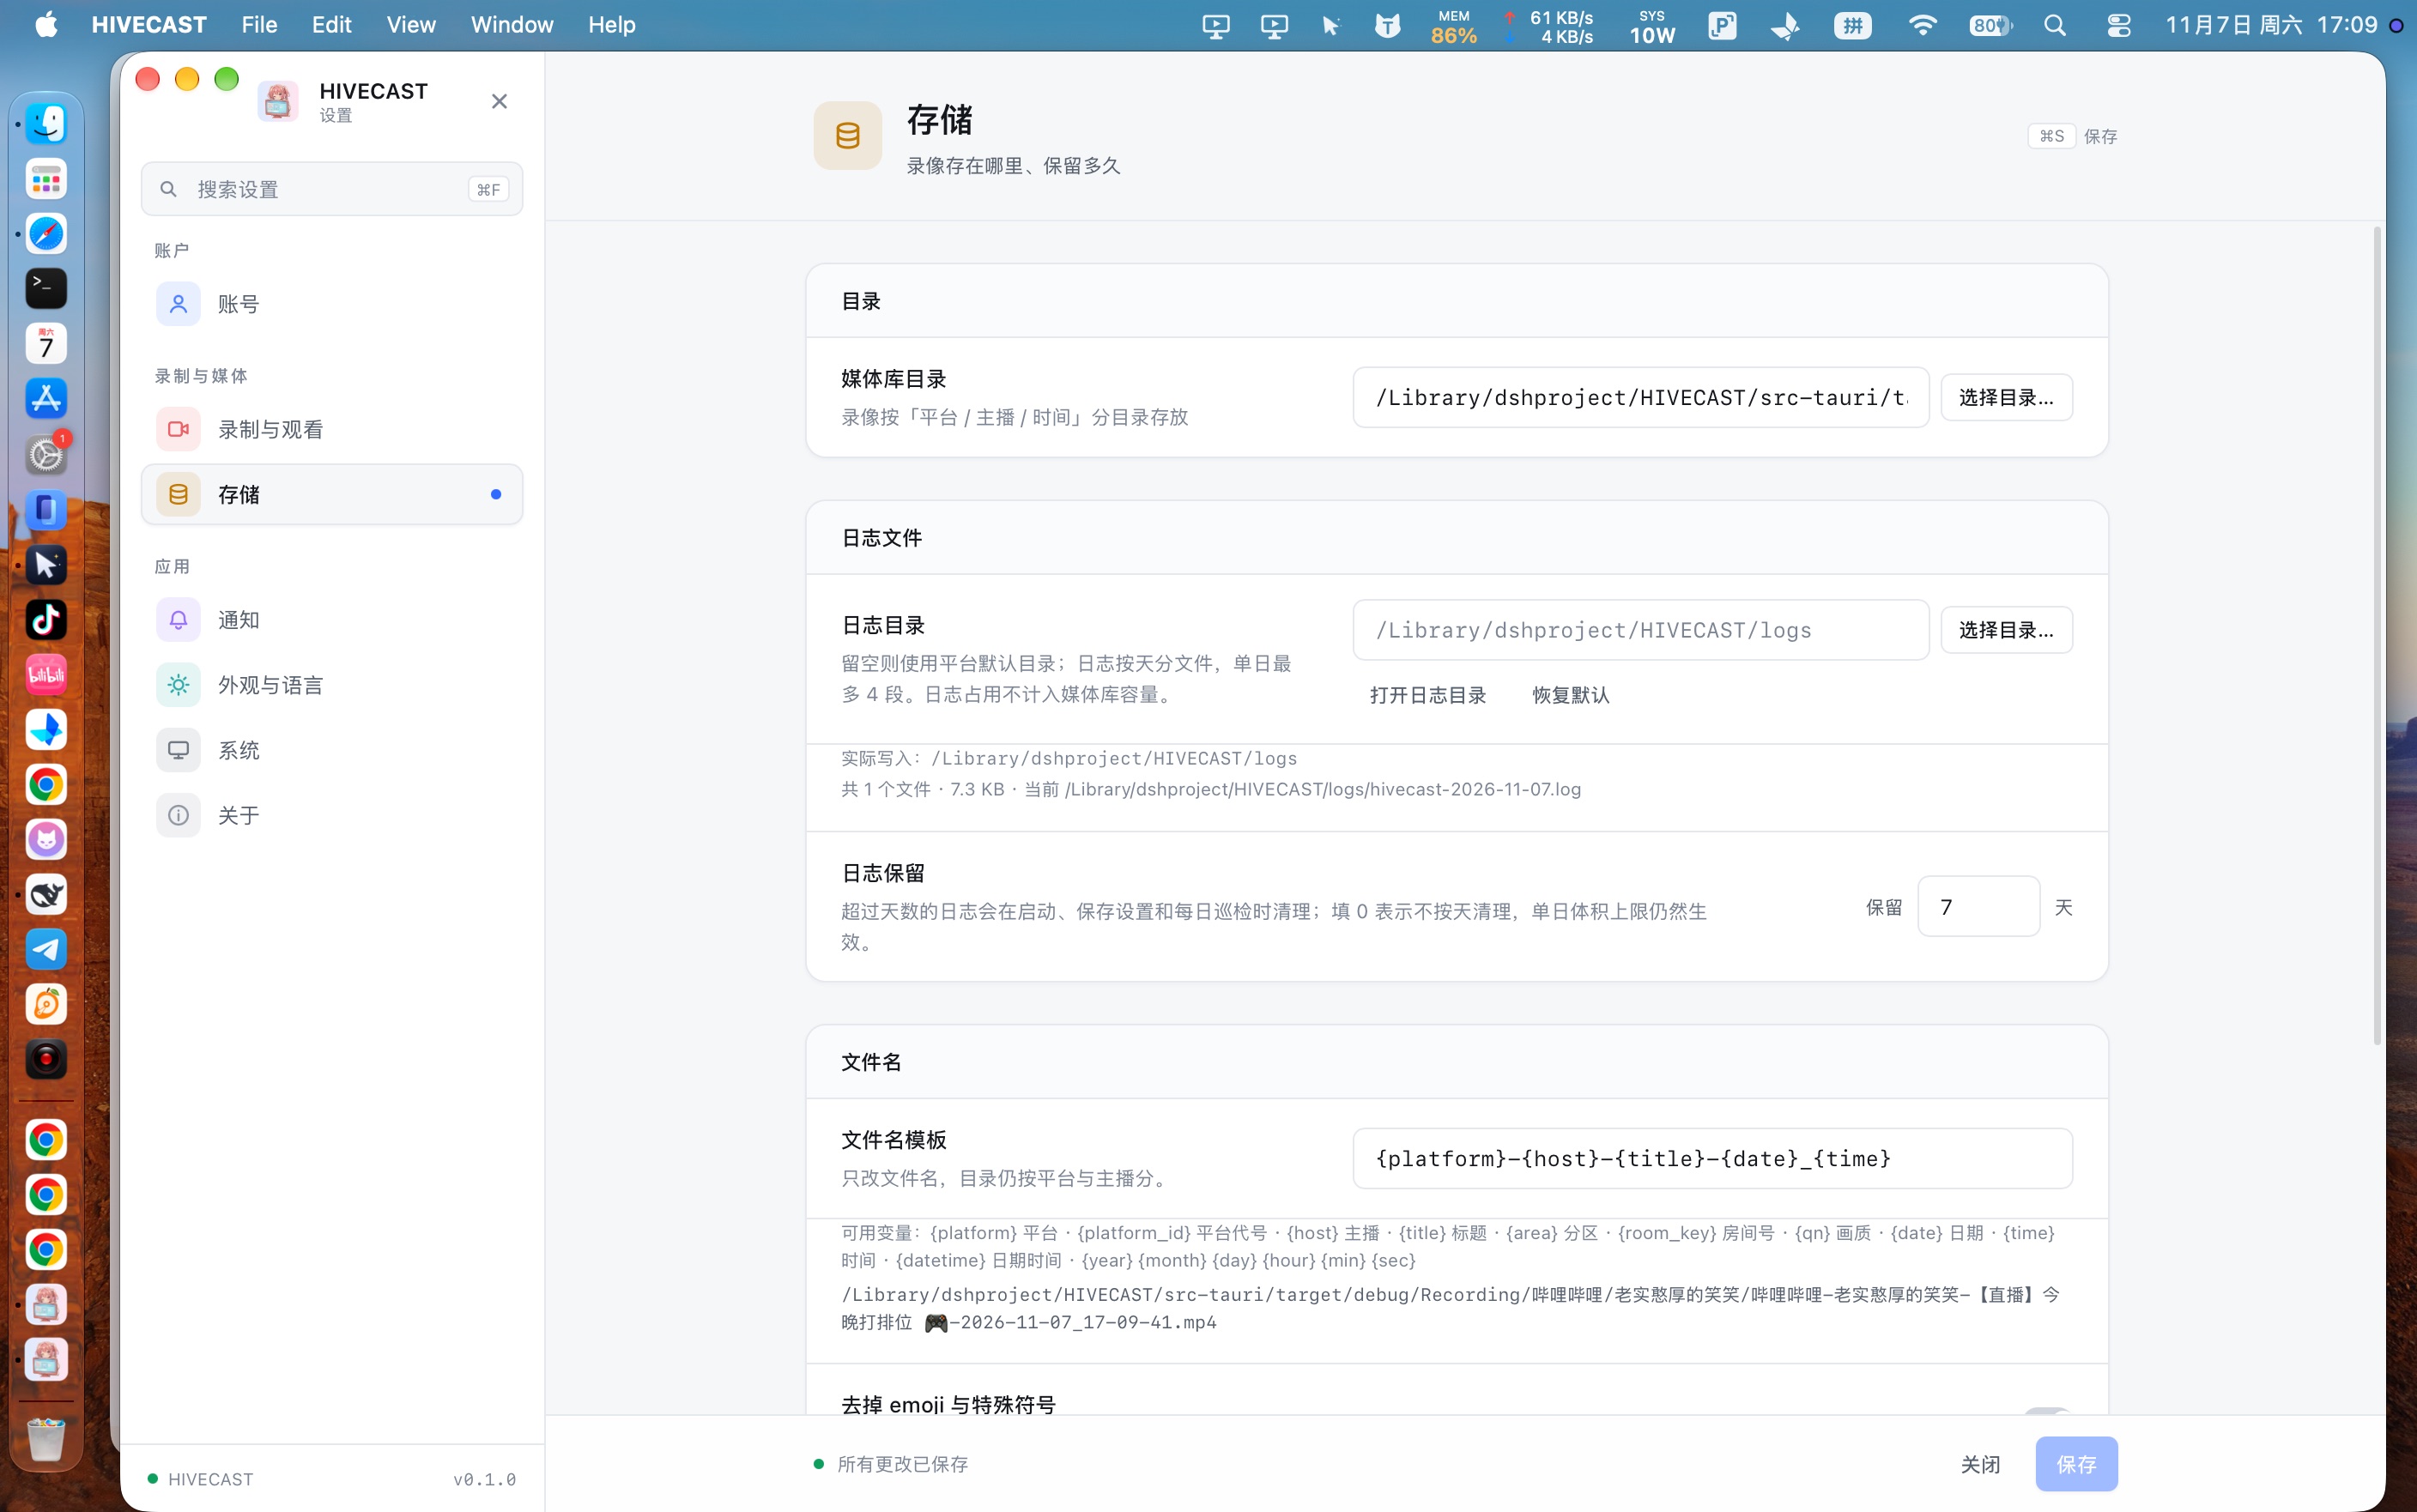 HIVECAST File Edit View Window Help
MEM 86% 61 KB/s 4 KB/s SYS 10W 拼 80 11月7日 周六 17:09
HIVECAST
设置
搜索设置 ⌘F
账户
账号
录制与媒体
录制与观看
存储
应用
通知
外观与语言
系统
关于
HIVECAST v0.1.0
周六
7
1
bilibili
存储
录像存在哪里、保留多久
⌘S 保存
目录
媒体库目录
录像按「平台 / 主播 / 时间」分目录存放
/Library/dshproject/HIVECAST/src-tauri/t
选择目录...
日志文件
日志目录
留空则使用平台默认目录；日志按天分文件，单日最
多 4 段。日志占用不计入媒体库容量。
/Library/dshproject/HIVECAST/logs
选择目录...
打开日志目录 恢复默认
实际写入：/Library/dshproject/HIVECAST/logs
共 1 个文件 · 7.3 KB · 当前 /Library/dshproject/HIVECAST/logs/hivecast-2026-11-07.log
日志保留
超过天数的日志会在启动、保存设置和每日巡检时清理；填 0 表示不按天清理，单日体积上限仍然生
效。
保留 7 天
文件名
文件名模板
只改文件名，目录仍按平台与主播分。
{platform}-{host}-{title}-{date}_{time}
可用变量：{platform} 平台 · {platform_id} 平台代号 · {host} 主播 · {title} 标题 · {area} 分区 · {room_key} 房间号 · {qn} 画质 · {date} 日期 · {time}
时间 · {datetime} 日期时间 · {year} {month} {day} {hour} {min} {sec}
/Library/dshproject/HIVECAST/src-tauri/target/debug/Recording/哔哩哔哩/老实憨厚的笑笑/哔哩哔哩-老实憨厚的笑笑-【直播】今
晚打排位 🎮-2026-11-07_17-09-41.mp4
去掉 emoji 与特殊符号
所有更改已保存
关闭 保存